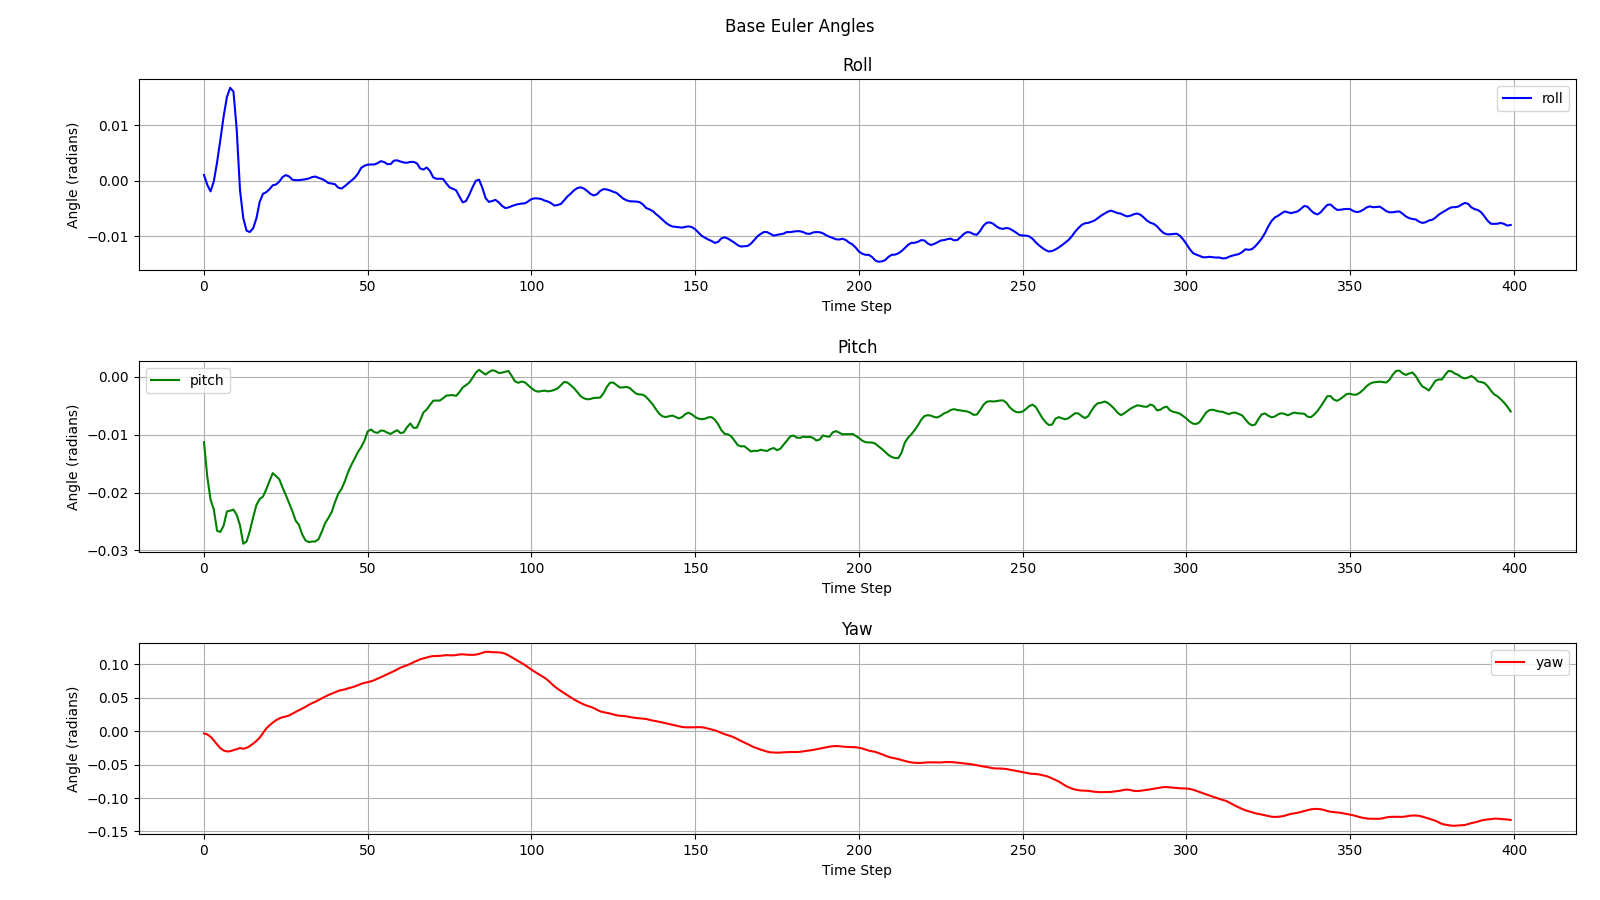 Base Euler Angles
Roll
Angle (radians)
0.01
0.00
−0.01
roll
0 50 100 150 200 250 300 350 400
Time Step
Pitch
Angle (radians)
0.00
−0.01
−0.02
−0.03
pitch
0 50 100 150 200 250 300 350 400
Time Step
Yaw
Angle (radians)
0.10
0.05
0.00
−0.05
−0.10
−0.15
yaw
0 50 100 150 200 250 300 350 400
Time Step